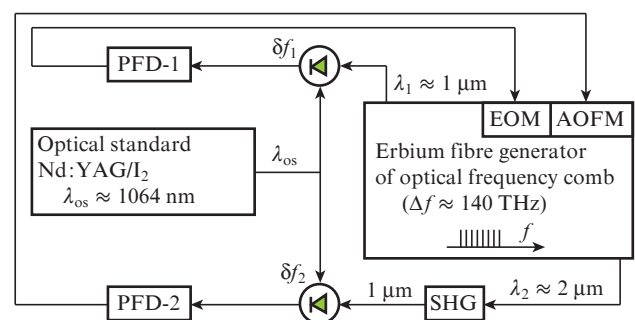 δf₁
PFD-1
λ₁ ≈ 1 μm
EOM
AOFM
Optical standard
Nd:YAG/I₂
λₒₛ ≈ 1064 nm
λₒₛ
Erbium fibre generator
of optical frequency comb
(Δf ≈ 140 THz)
f
δf₂
PFD-2
1 μm
SHG
λ₂ ≈ 2 μm